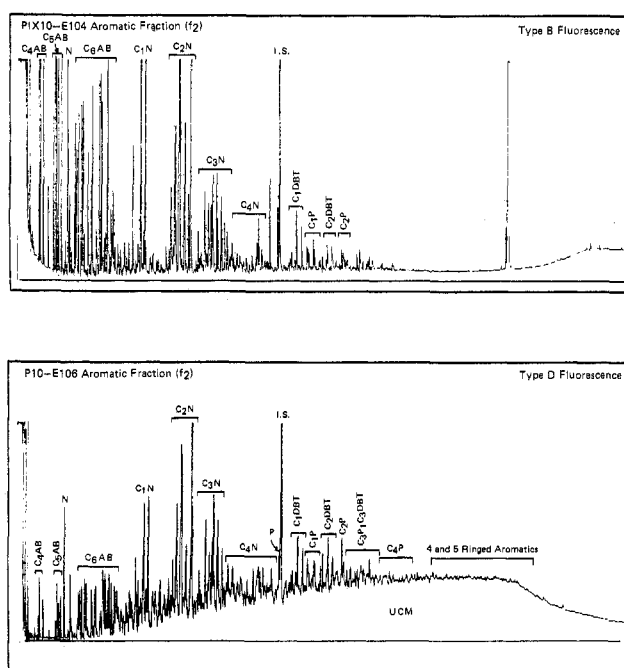 PIX10-E104 Aromatic Fraction (f2)
Type B Fluorescence
C4AB
C5AB
N
C6AB
C1N
C2N
C3N
C4N
I.S.
C1DBT
C1P
C2DBT
C2P
P10-E106 Aromatic Fraction (f2)
Type D Fluorescence
C4AB
C5AB
N
C6AB
C1N
C2N
C3N
C4N
P
I.S.
C1DBT
C1P
C2DBT
C2P
C3P1C3DBT
C4P
4 and 5 Ringed Aromatics
UCM